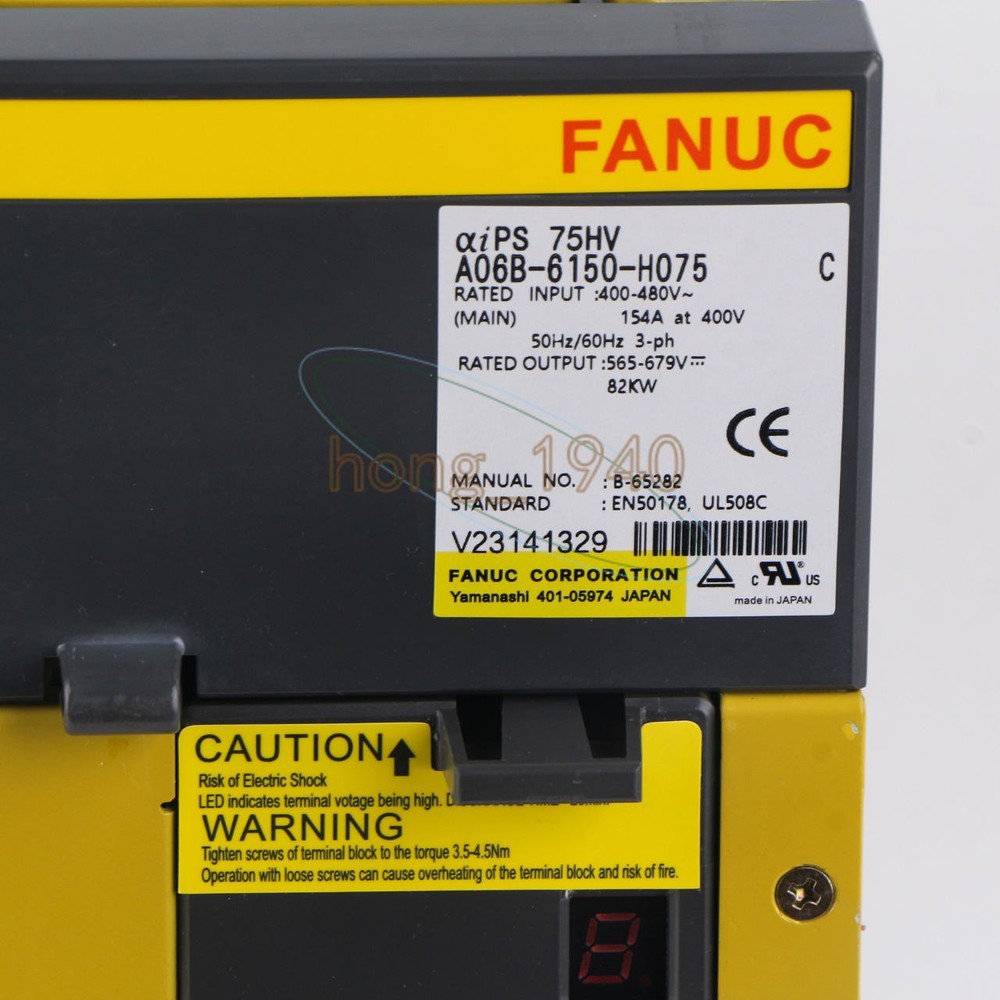 FANUC
αiPS 75HV
A06B-6150-H075 C
RATED INPUT :400-480V~
(MAIN) 154A at 400V
50Hz/60Hz 3-ph
RATED OUTPUT :565-679V⎓
82KW
CE
hong_1940
MANUAL NO. : B-65282
STANDARD : EN50178, UL508C
V23141329
FANUC CORPORATION
Yamanashi 401-05974 JAPAN
c RU® US
made in JAPAN
CAUTION
Risk of Electric Shock
LED indicates terminal votage being high.
WARNING
Tighten screws of terminal block to the torque 3.5-4.5Nm
Operation with loose screws can cause overheating of the terminal block and risk of fire.
8.